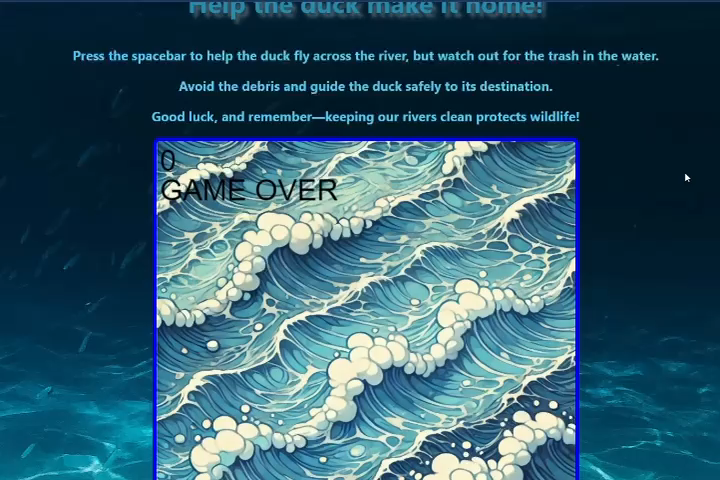 Help the duck make it home!
Press the spacebar to help the duck fly across the river, but watch out for the trash in the water.
Avoid the debris and guide the duck safely to its destination.
Good luck, and remember—keeping our rivers clean protects wildlife!
0
GAME OVER